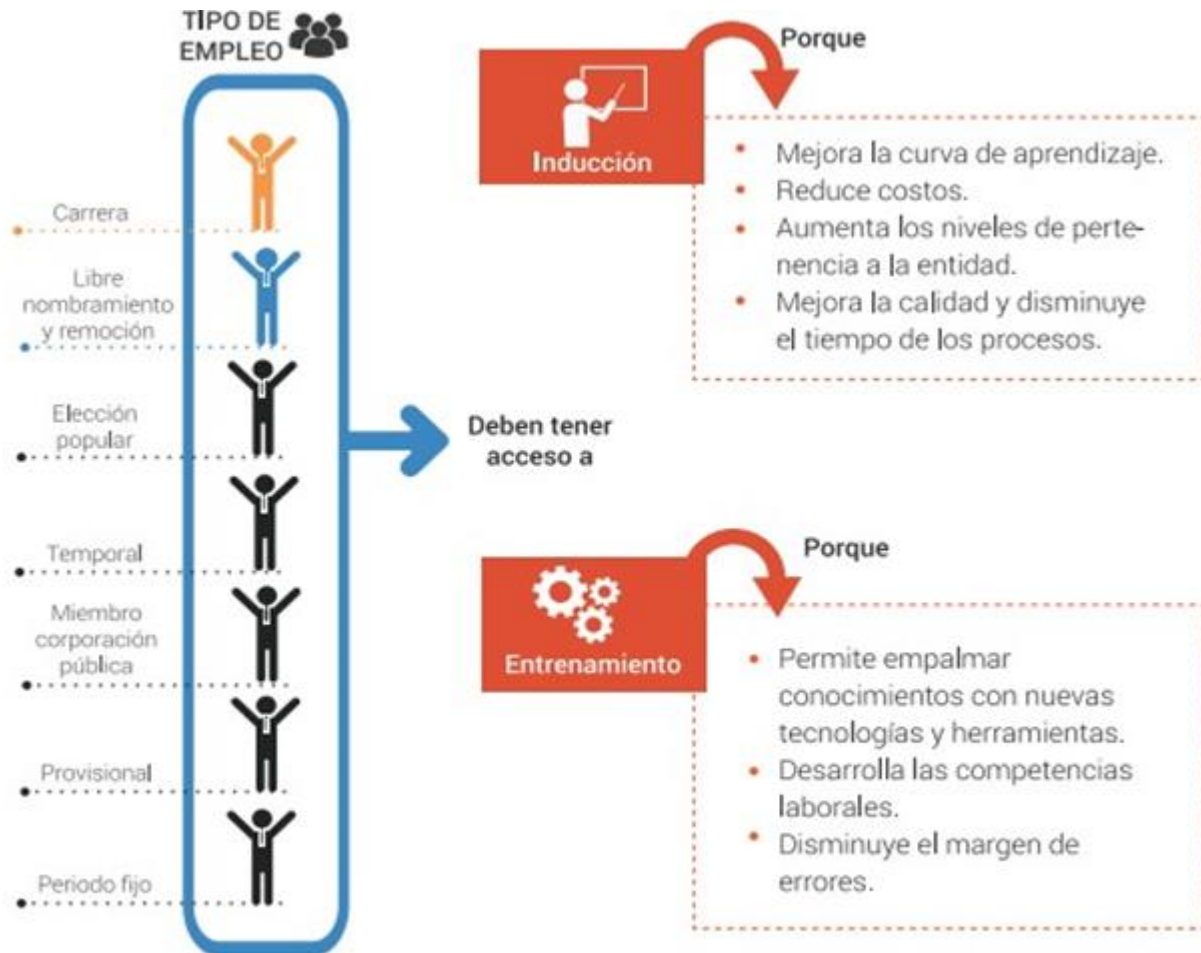 TIPO DE
EMPLEO
Carrera
Libre
nombramiento
y remoción
Elección
popular
Temporal
Miembro
corporación
pública
Provisional
Periodo fijo
Deben tener
acceso a
Inducción
Porque
• Mejora la curva de aprendizaje.
• Reduce costos.
• Aumenta los niveles de perte-
nencia a la entidad.
• Mejora la calidad y disminuye
el tiempo de los procesos.
Entrenamiento
Porque
• Permite empalmar
conocimientos con nuevas
tecnologías y herramientas.
• Desarrolla las competencias
laborales.
• Disminuye el margen de
errores.